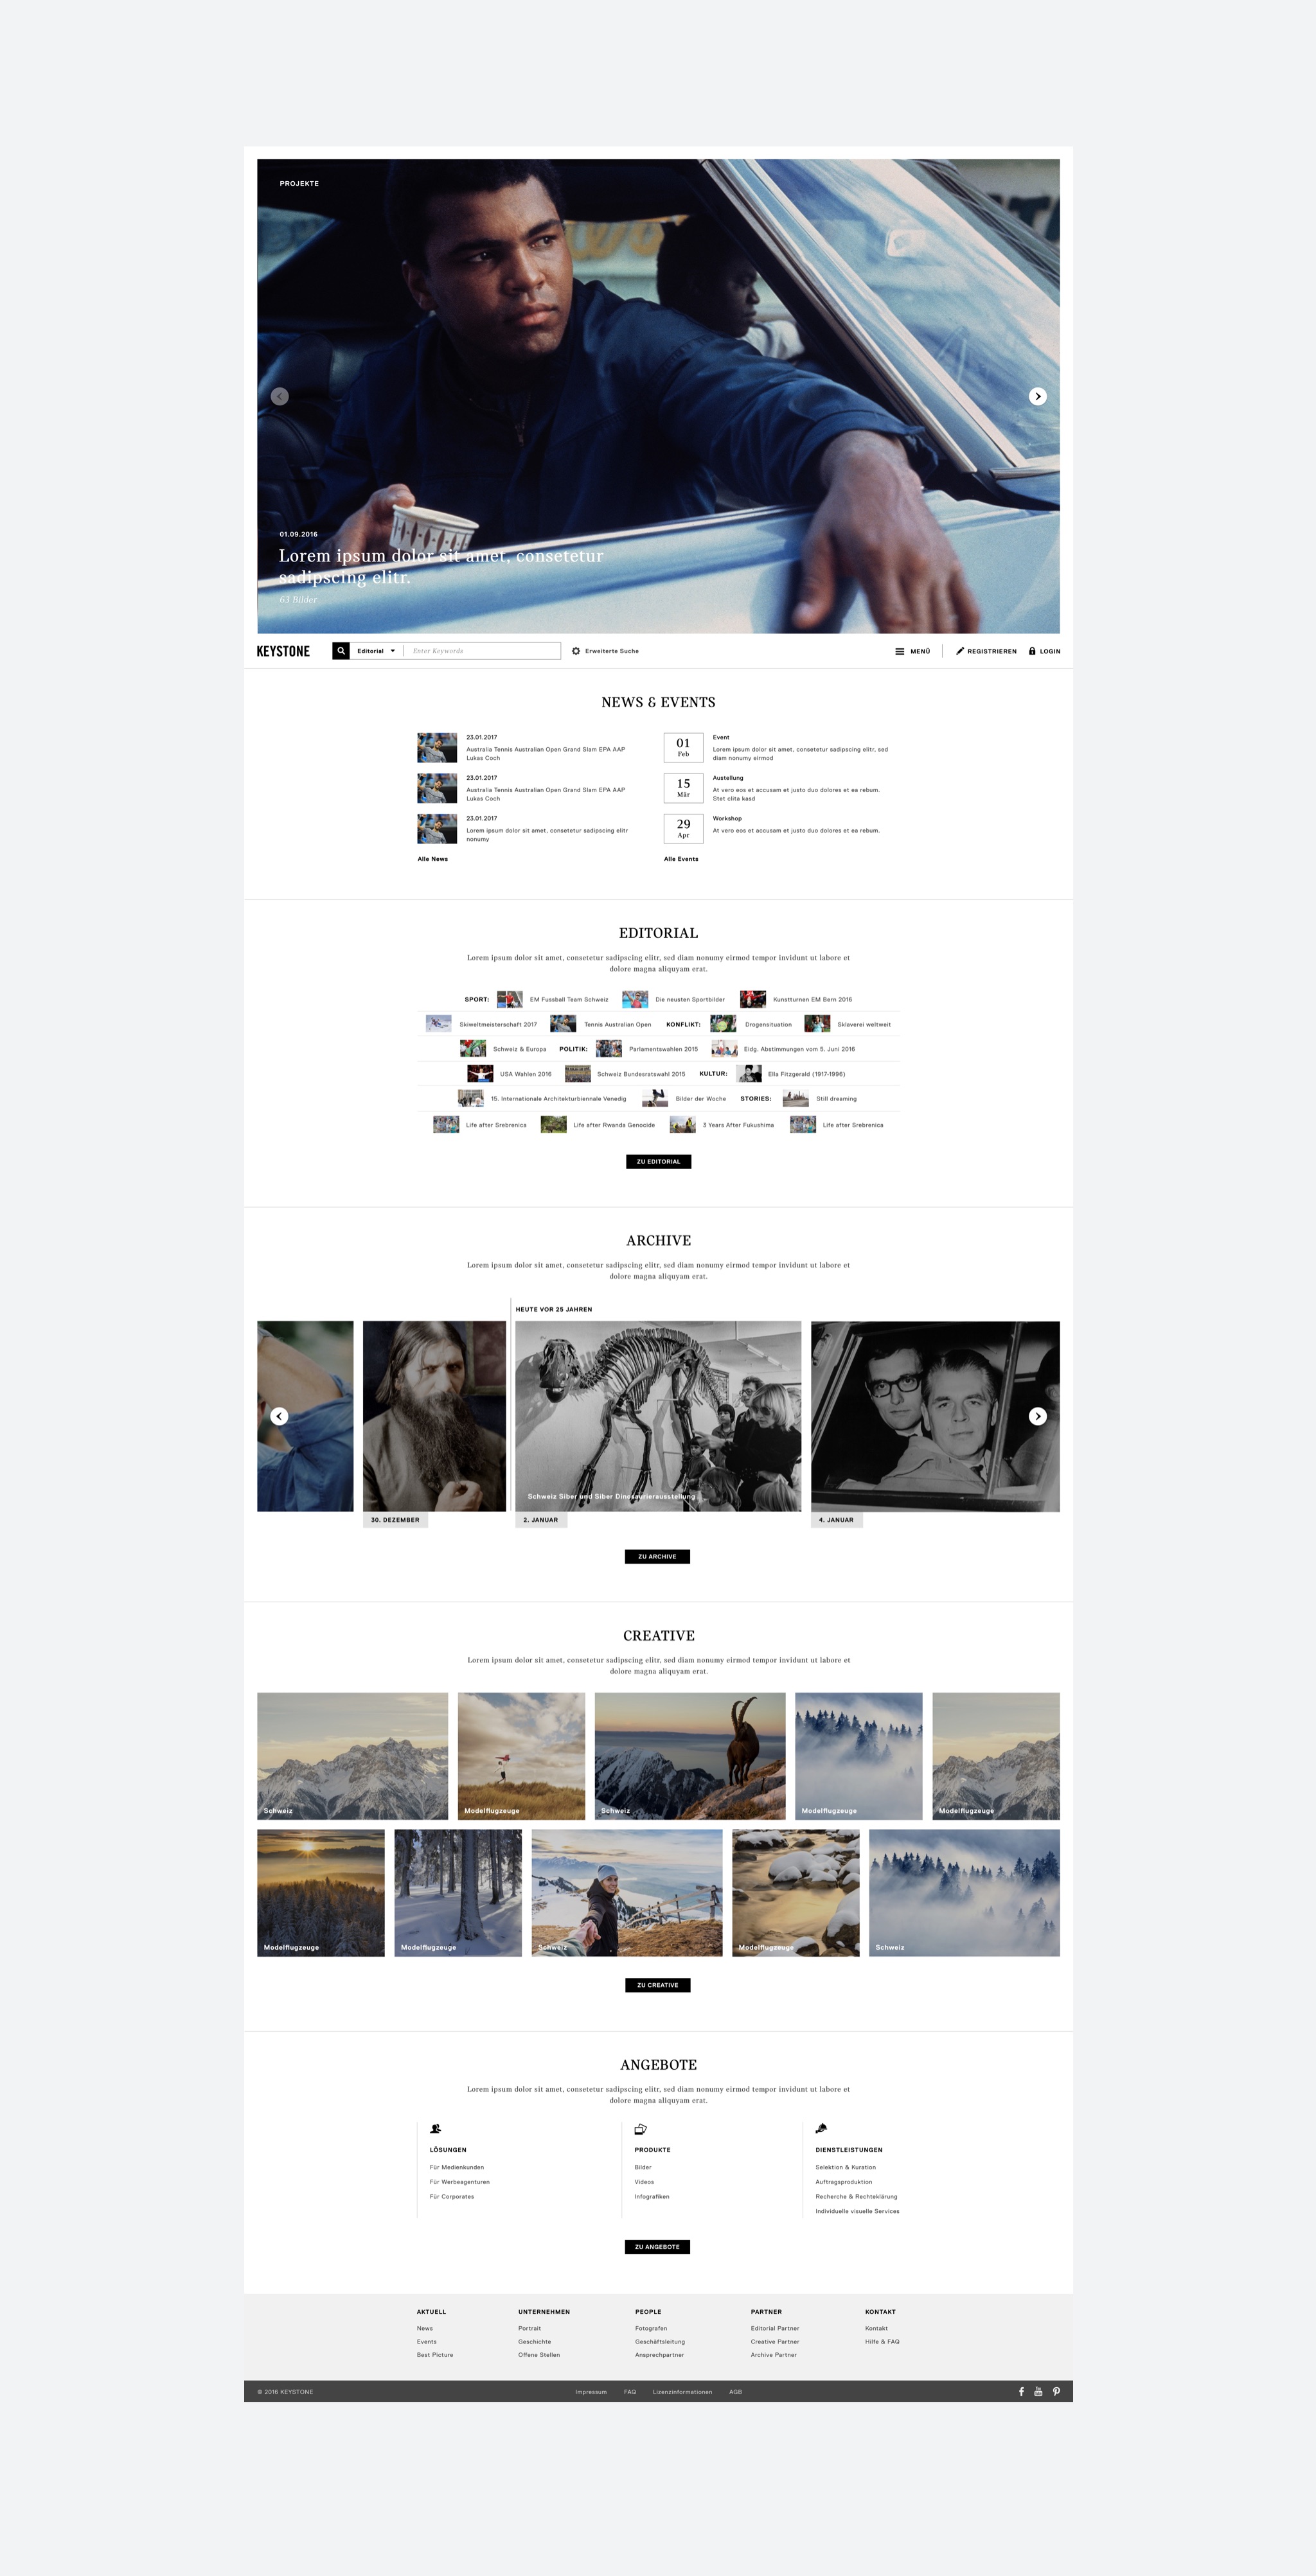 PROJEKTE
01.09.2016
Lorem ipsum dolor sit amet, consetetur
sadipscing elitr.
63 Bilder
KEYSTONE
Editorial
Enter Keywords
Erweiterte Suche
MENÜ
REGISTRIEREN
LOGIN
NEWS & EVENTS
23.01.2017
Australia Tennis Australian Open Grand Slam EPA AAP
Lukas Coch
23.01.2017
Australia Tennis Australian Open Grand Slam EPA AAP
Lukas Coch
23.01.2017
Lorem ipsum dolor sit amet, consetetur sadipscing elitr
nonumy
Alle News
01
Feb
Event
Lorem ipsum dolor sit amet, consetetur sadipscing elitr, sed
diam nonumy eirmod
15
Mär
Austellung
At vero eos et accusam et justo duo dolores et ea rebum.
Stet clita kasd
29
Apr
Workshop
At vero eos et accusam et justo duo dolores et ea rebum.
Alle Events
EDITORIAL
Lorem ipsum dolor sit amet, consetetur sadipscing elitr, sed diam nonumy eirmod tempor invidunt ut labore et
dolore magna aliquyam erat.
SPORT: EM Fussball Team Schweiz Die neusten Sportbilder Kunstturnen EM Bern 2016
Skiweltmeisterschaft 2017 Tennis Australian Open KONFLIKT: Drogensituation Sklaverei weltweit
Schweiz & Europa POLITIK: Parlamentswahlen 2015 Eidg. Abstimmungen vom 5. Juni 2016
USA Wahlen 2016 Schweiz Bundesratswahl 2015 KULTUR: Ella Fitzgerald (1917-1996)
15. Internationale Architekturbiennale Venedig Bilder der Woche STORIES: Still dreaming
Life after Srebrenica Life after Rwanda Genocide 3 Years After Fukushima Life after Srebrenica
ZU EDITORIAL
ARCHIVE
Lorem ipsum dolor sit amet, consetetur sadipscing elitr, sed diam nonumy eirmod tempor invidunt ut labore et
dolore magna aliquyam erat.
HEUTE VOR 25 JAHREN
Schweiz Siber und Siber Dinosaurierausstellung
30. DEZEMBER
2. JANUAR
4. JANUAR
ZU ARCHIVE
CREATIVE
Lorem ipsum dolor sit amet, consetetur sadipscing elitr, sed diam nonumy eirmod tempor invidunt ut labore et
dolore magna aliquyam erat.
Schweiz
Modelflugzeuge
Schweiz
Modelflugzeuge
Modelflugzeuge
Modelflugzeuge
Modelflugzeuge
Schweiz
Modelflugzeuge
Schweiz
ZU CREATIVE
ANGEBOTE
Lorem ipsum dolor sit amet, consetetur sadipscing elitr, sed diam nonumy eirmod tempor invidunt ut labore et
dolore magna aliquyam erat.
LÖSUNGEN
Für Medienkunden
Für Werbeagenturen
Für Corporates
PRODUKTE
Bilder
Videos
Infografiken
DIENSTLEISTUNGEN
Selektion & Kuration
Auftragsproduktion
Recherche & Rechteklärung
Individuelle visuelle Services
ZU ANGEBOTE
AKTUELL
News
Events
Best Picture
UNTERNEHMEN
Portrait
Geschichte
Offene Stellen
PEOPLE
Fotografen
Geschäftsleitung
Ansprechpartner
PARTNER
Editorial Partner
Creative Partner
Archive Partner
KONTAKT
Kontakt
Hilfe & FAQ
© 2016 KEYSTONE
Impressum
FAQ
Lizenzinformationen
AGB